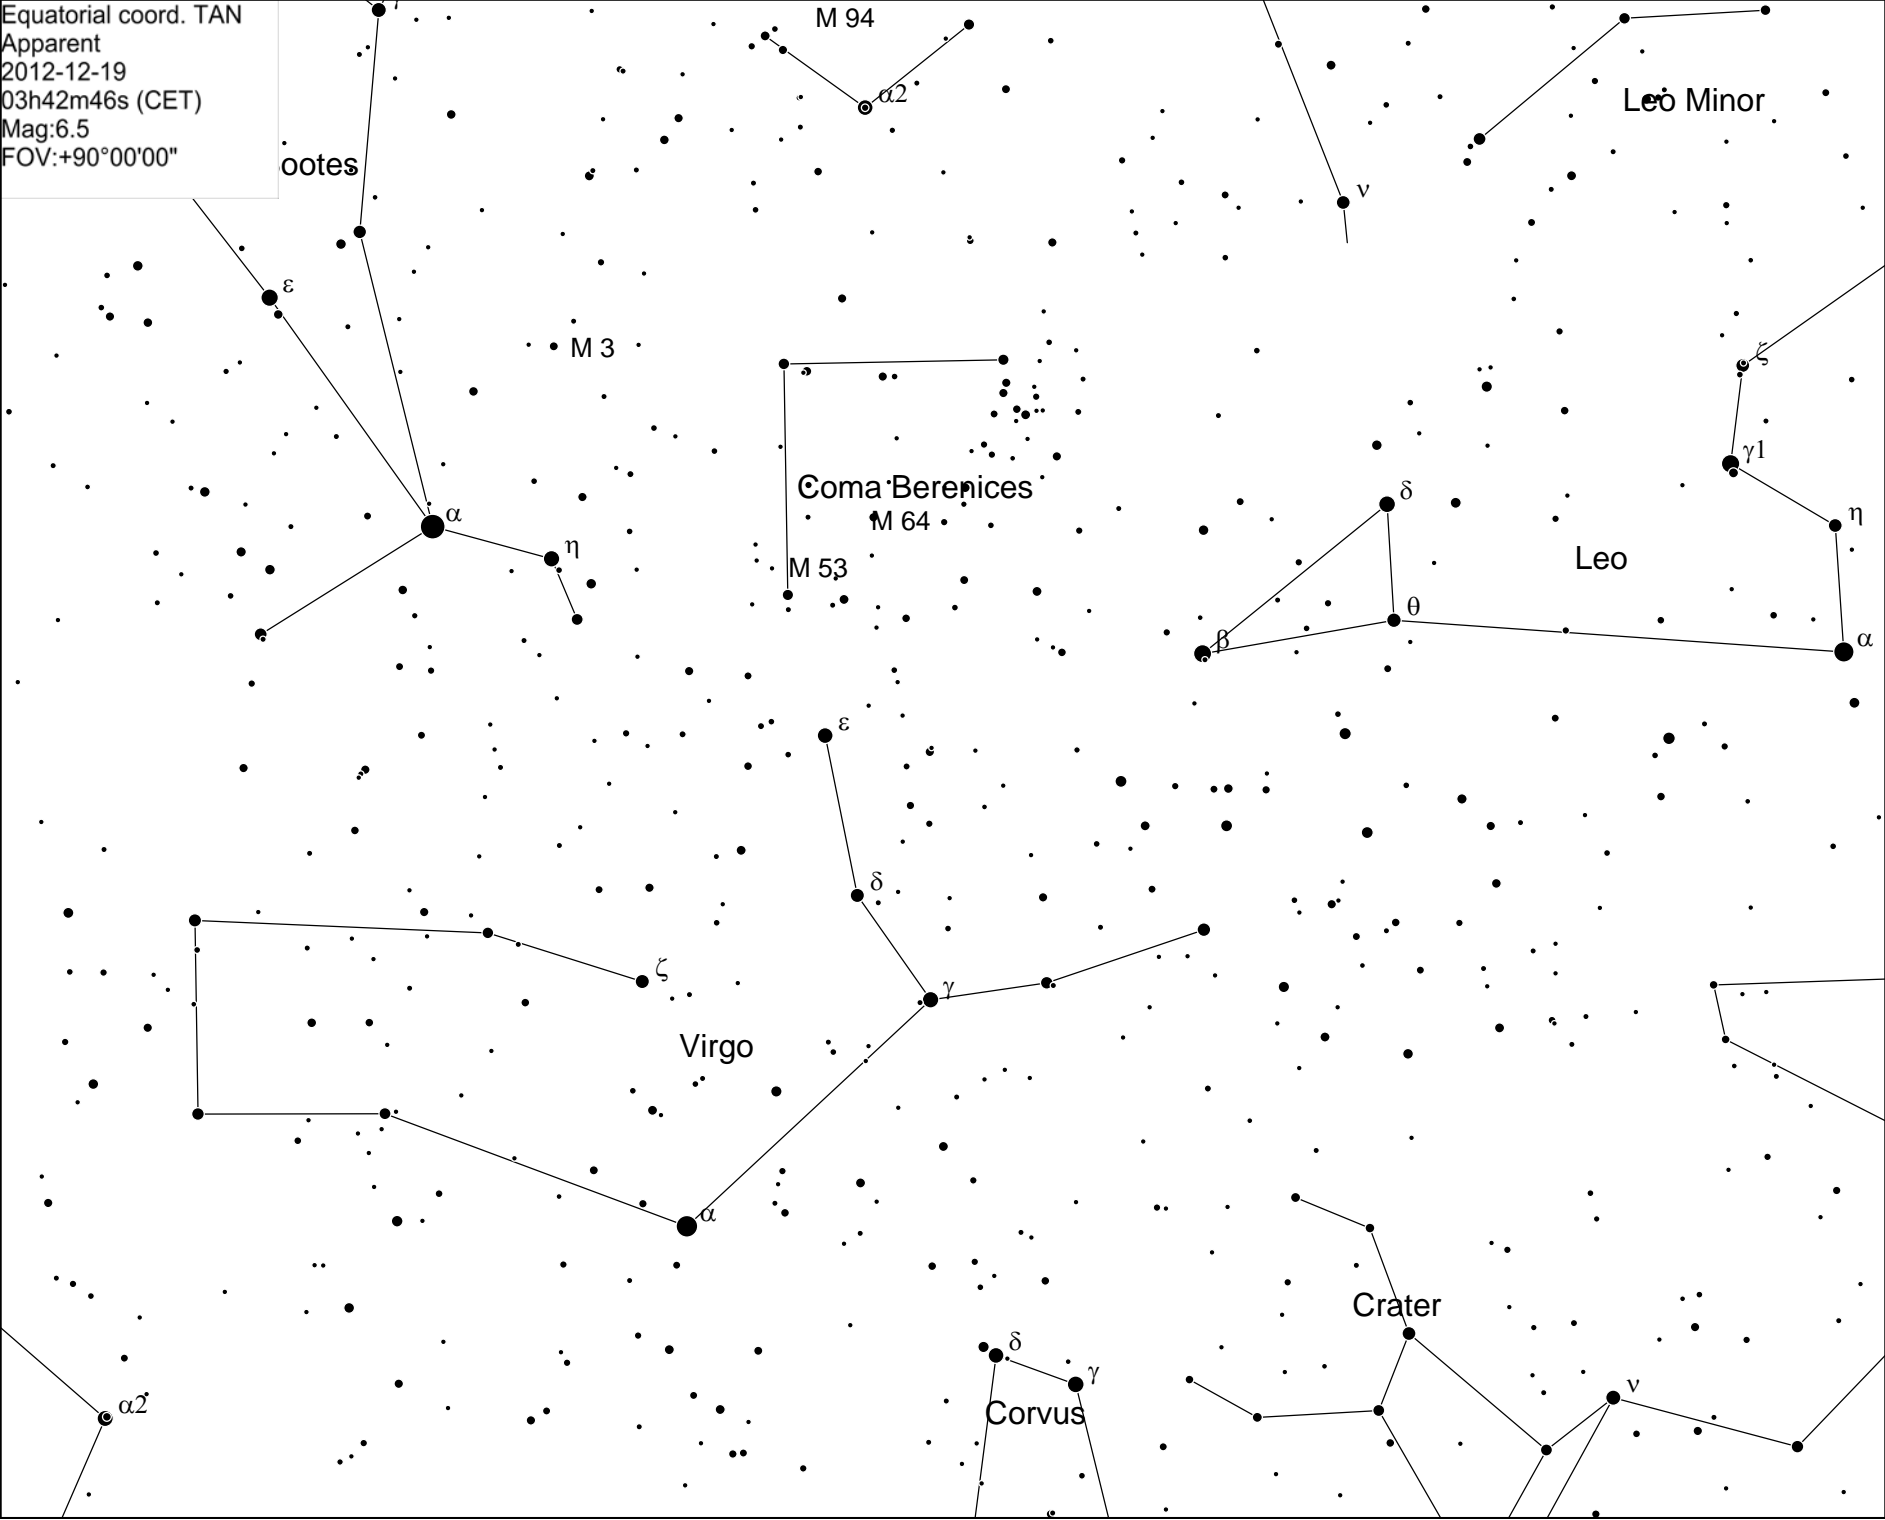 Equatorial coord. TAN
Apparent
2012-12-19
03h42m46s (CET)
Mag:6.5
FOV:+90°00'00"
M 94
α2
Leo Minor
ootes
ν
ε
M 3
ζ
γ1
Coma Berenices
δ
M 64
α
η
η
Leo
M 53
θ
β
α
ε
δ
ζ
γ
Virgo
α
Crater
δ
γ
ν
α2
Corvus